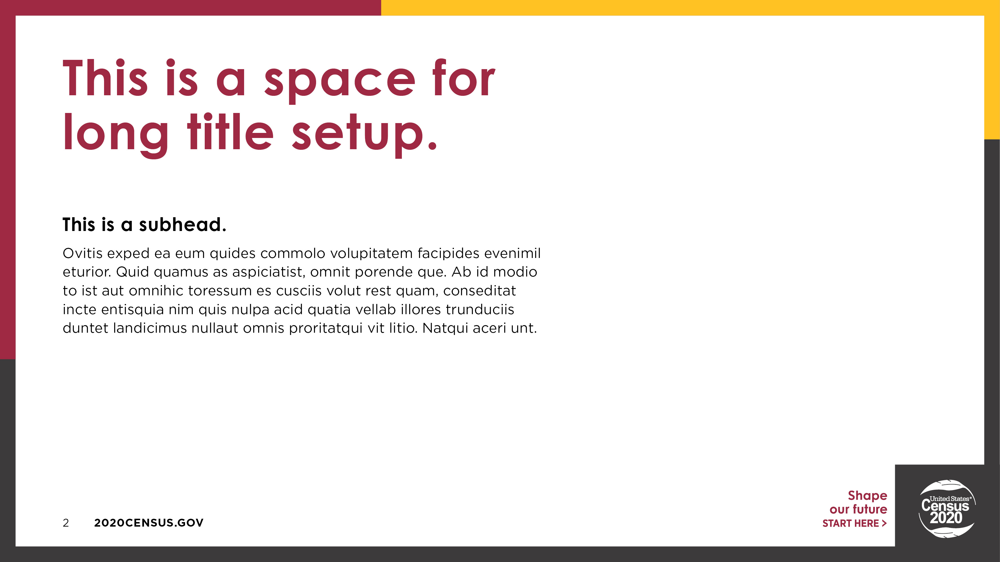 This is a space for
long title setup.
This is a subhead.
Ovitis exped ea eum quides commolo volupitatem facipides evenimil
eturior. Quid quamus as aspiciatist, omnit porende que. Ab id modio
to ist aut omnihic toressum es cusciis volut rest quam, conseditat
incte entisquia nim quis nulpa acid quatia vellab illores trunduciis
duntet landicimus nullaut omnis proritatqui vit litio. Natqui aceri unt.
2 2020CENSUS.GOV
Shape
our future
START HERE >
United States®
Census
2020